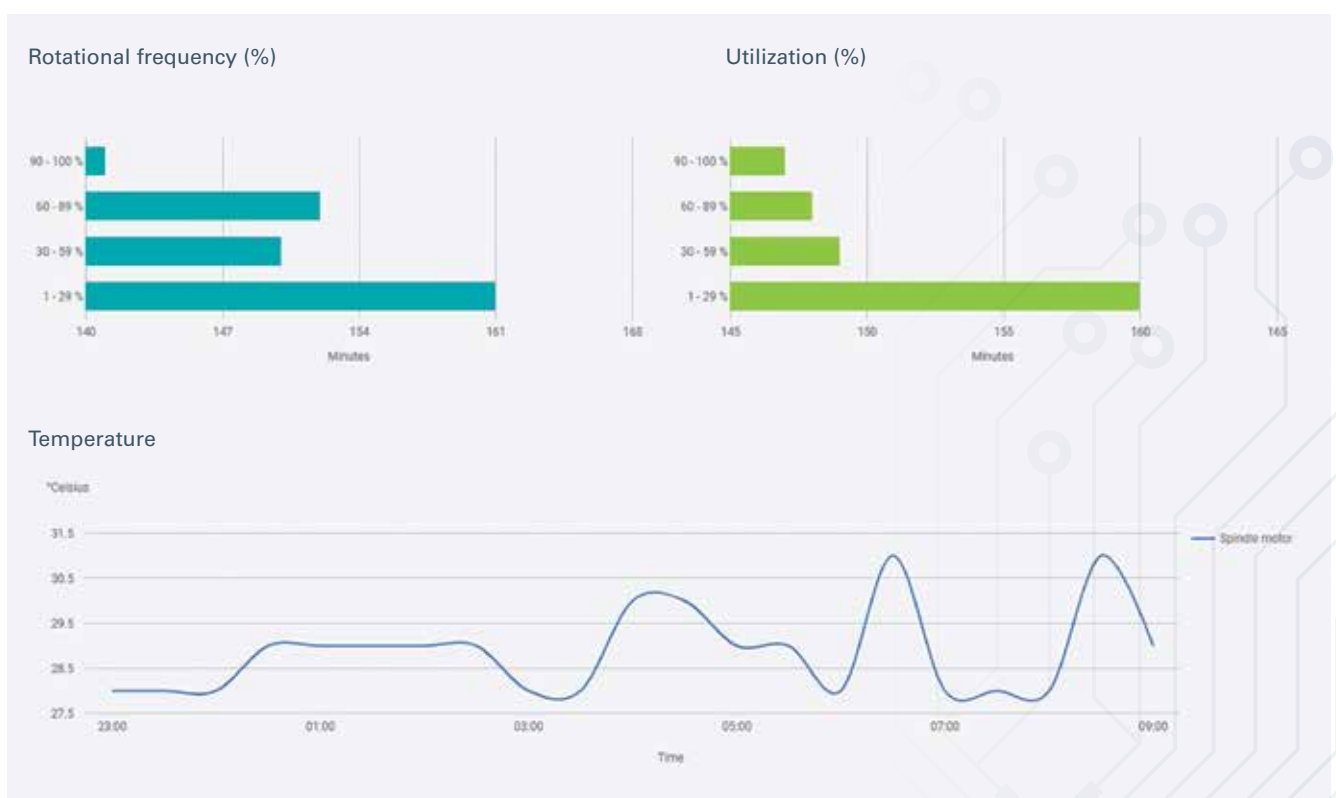 Rotational frequency (%)
Utilization (%)
90 - 100 %
60 - 89 %
30 - 59 %
1 - 29 %
140 147 154 161 168
Minutes
90 - 100 %
60 - 89 %
30 - 59 %
1 - 29 %
145 150 155 160 165
Minutes
Temperature
°Celsius
31.5
30.5
29.5
28.5
27.5
Spindle motor
23:00 01:00 03:00 05:00 07:00 09:00
Time